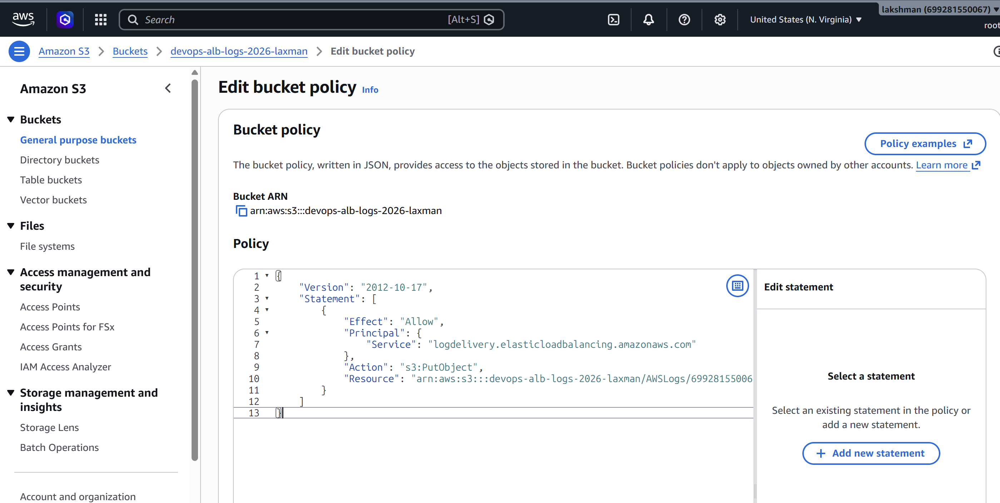 aws
Search
[Alt+S]
United States (N. Virginia)
lakshman (699281550067)
root
Amazon S3
Buckets
devops-alb-logs-2026-laxman
Edit bucket policy
Amazon S3
Buckets
General purpose buckets
Directory buckets
Table buckets
Vector buckets
Files
File systems
Access management and
security
Access Points
Access Points for FSx
Access Grants
IAM Access Analyzer
Storage management and
insights
Storage Lens
Batch Operations
Account and organization
Edit bucket policy Info
Bucket policy
Policy examples
The bucket policy, written in JSON, provides access to the objects stored in the bucket. Bucket policies don't apply to objects owned by other accounts. Learn more
Bucket ARN
arn:aws:s3:::devops-alb-logs-2026-laxman
Policy
1 {
2 "Version": "2012-10-17",
3 "Statement": [
4 {
5 "Effect": "Allow",
6 "Principal": {
7 "Service": "logdelivery.elasticloadbalancing.amazonaws.com"
8 },
9 "Action": "s3:PutObject",
10 "Resource": "arn:aws:s3:::devops-alb-logs-2026-laxman/AWSLogs/69928155006
11 }
12 ]
13 }
Edit statement
Select a statement
Select an existing statement in the policy or
add a new statement.
Add new statement